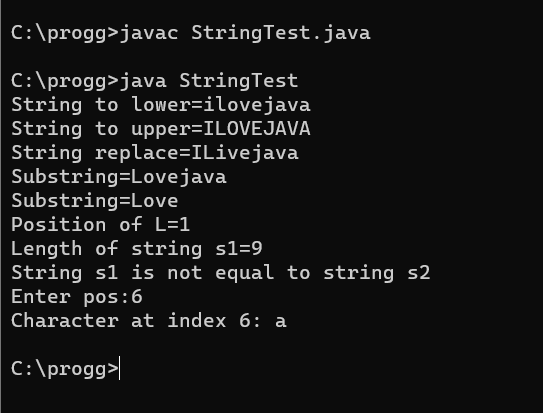 C:\progg>javac StringTest.java
C:\progg>java StringTest
String to lower=ilovejava
String to upper=ILOVEJAVA
String replace=ILivejava
Substring=Lovejava
Substring=Love
Position of L=1
Length of string s1=9
String s1 is not equal to string s2
Enter pos:6
Character at index 6: a
C:\progg>